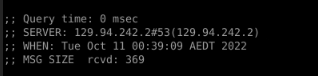 ;; Query time: 0 msec
;; SERVER: 129.94.242.2#53(129.94.242.2)
;; WHEN: Tue Oct 11 00:39:09 AEDT 2022
;; MSG SIZE  rcvd: 369